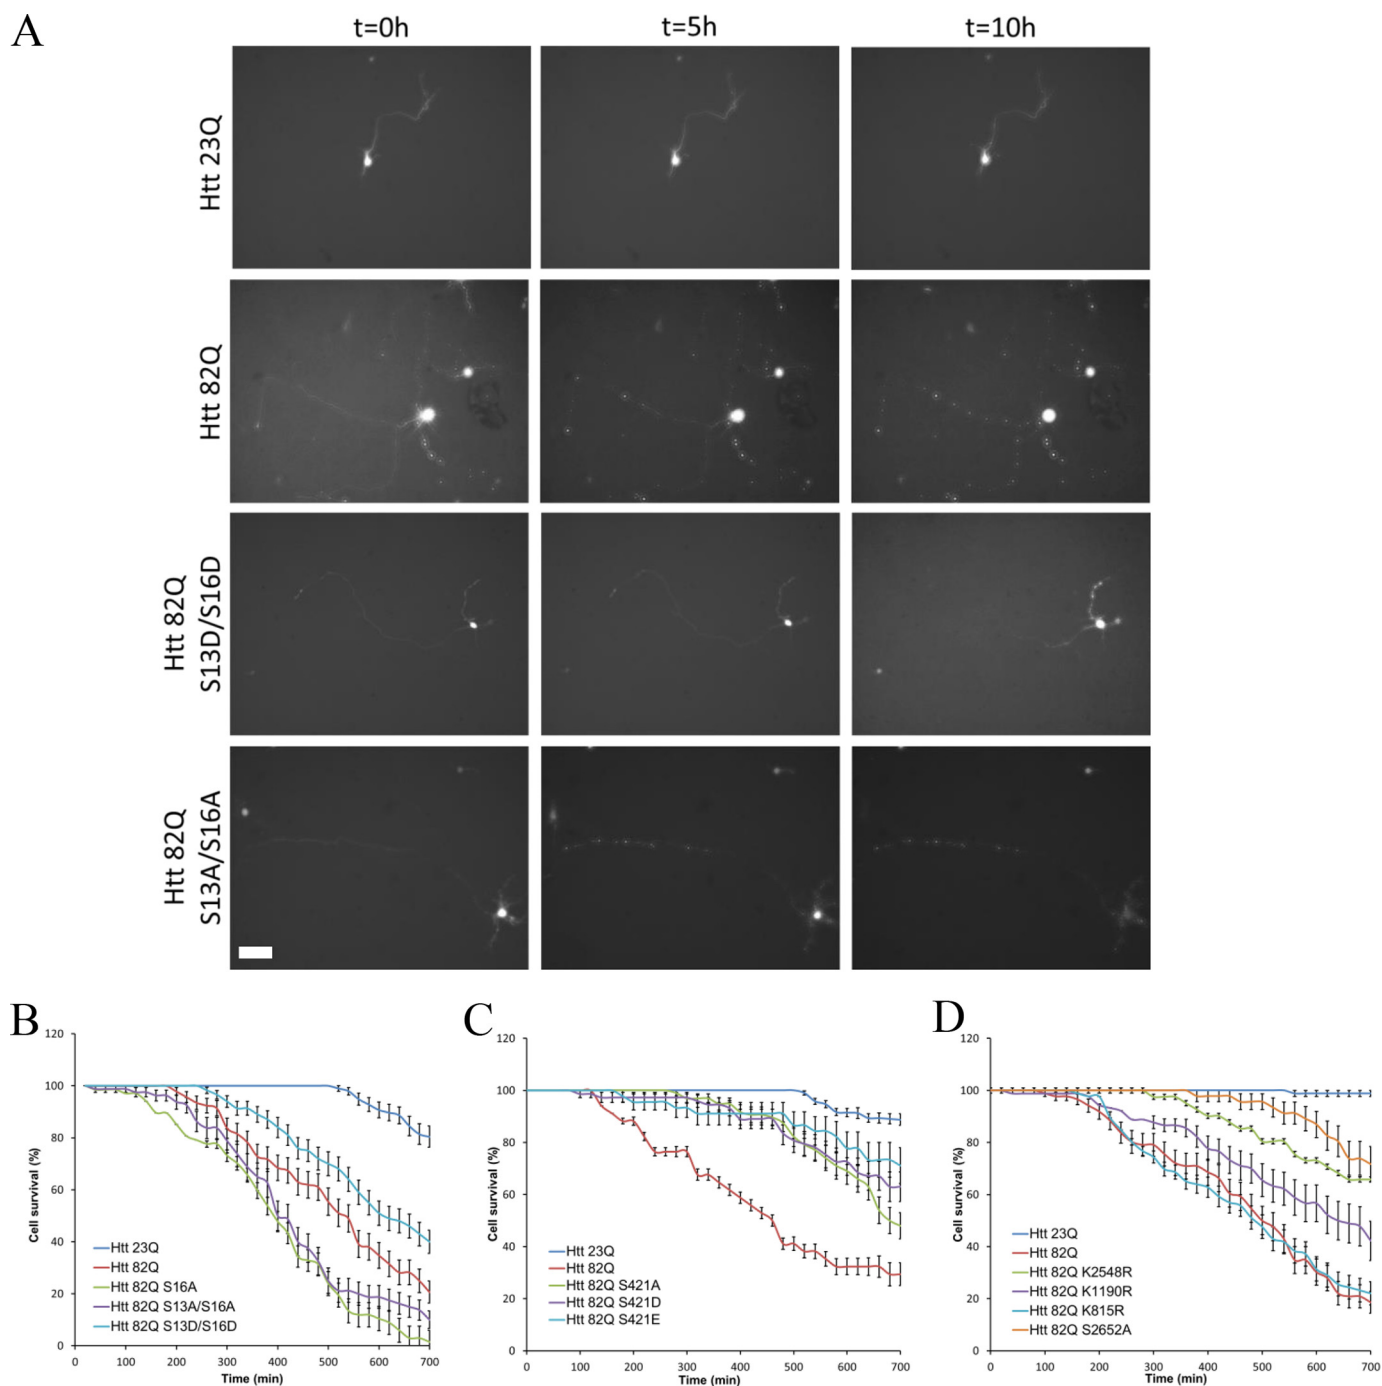 A
t=0h
t=5h
t=10h
Htt 23Q
Htt 82Q
Htt 82Q
S13D/S16D
Htt 82Q
S13A/S16A
B
120
100
80
60
40
20
0
0 100 200 300 400 500 600 700
Cell survival (%)
Time (min)
Htt 23Q
Htt 82Q
Htt 82Q S16A
Htt 82Q S13A/S16A
Htt 82Q S13D/S16D
C
120
100
80
60
40
20
0
0 100 200 300 400 500 600 700
Cell survival (%)
Time (min)
Htt 23Q
Htt 82Q
Htt 82Q S421A
Htt 82Q S421D
Htt 82Q S421E
D
120
100
80
60
40
20
0
0 100 200 300 400 500 600 700
Cell survival (%)
Time (min)
Htt 23Q
Htt 82Q
Htt 82Q K2548R
Htt 82Q K1190R
Htt 82Q K815R
Htt 82Q S2652A